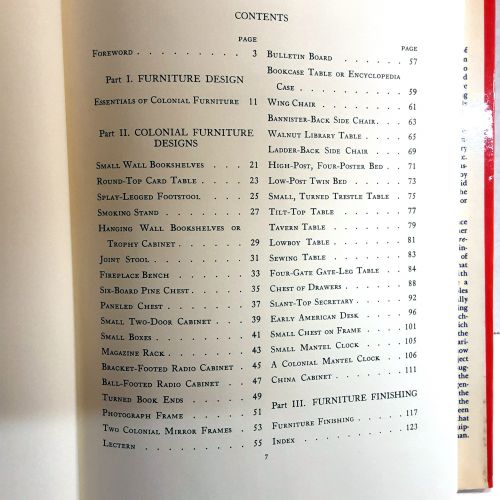 CONTENTS
PAGE
Foreword . . . . . . . . . 3
Part I. FURNITURE DESIGN
Essentials of Colonial Furniture 11
Part II. COLONIAL FURNITURE
DESIGNS
Small Wall Bookshelves . . . 21
Round-Top Card Table . . . . 23
Splay-Legged Footstool . . . 25
Smoking Stand . . . . . . . 27
Hanging Wall Bookshelves or
Trophy Cabinet . . . . . . 29
Joint Stool . . . . . . . . 31
Fireplace Bench . . . . . . 33
Six-Board Pine Chest . . . . 35
Paneled Chest . . . . . . . 37
Small Two-Door Cabinet . . . 39
Small Boxes . . . . . . . . 41
Magazine Rack . . . . . . . 43
Bracket-Footed Radio Cabinet . 45
Ball-Footed Radio Cabinet . . 47
Turned Book Ends . . . . . . 49
Photograph Frame . . . . . . 51
Two Colonial Mirror Frames . . 53
Lectern . . . . . . . . . . 55
PAGE
Bulletin Board . . . . . . . 57
Bookcase Table or Encyclopedia
Case . . . . . . . . . . . 59
Wing Chair . . . . . . . . . 61
Bannister-Back Side Chair . . . 63
Walnut Library Table . . . . 65
Ladder-Back Side Chair . . . . 69
High-Post, Four-Poster Bed . . 71
Low-Post Twin Bed . . . . . . 73
Small, Turned Trestle Table . 75
Tilt-Top Table . . . . . . . 77
Tavern Table . . . . . . . . 79
Lowboy Table . . . . . . . . 81
Sewing Table . . . . . . . . 83
Four-Gate Gate-Leg Table . . . 84
Chest of Drawers . . . . . . 88
Slant-Top Secretary . . . . . 92
Early American Desk . . . . . 96
Small Chest on Frame . . . . 101
Small Mantel Clock . . . . . 105
A Colonial Mantel Clock . . . 106
China Cabinet . . . . . . . . 111
Part III. FURNITURE FINISHING
Furniture Finishing . . . . . 117
Index . . . . . . . . . . . 123
7